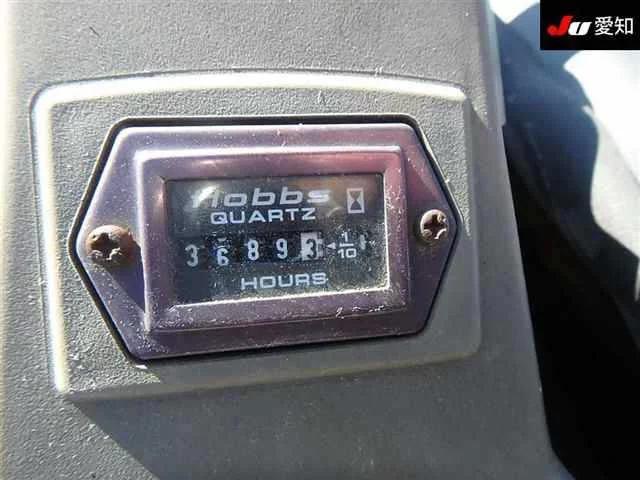 JU 愛知
Hobbs
QUARTZ
36893 1/10
HOURS